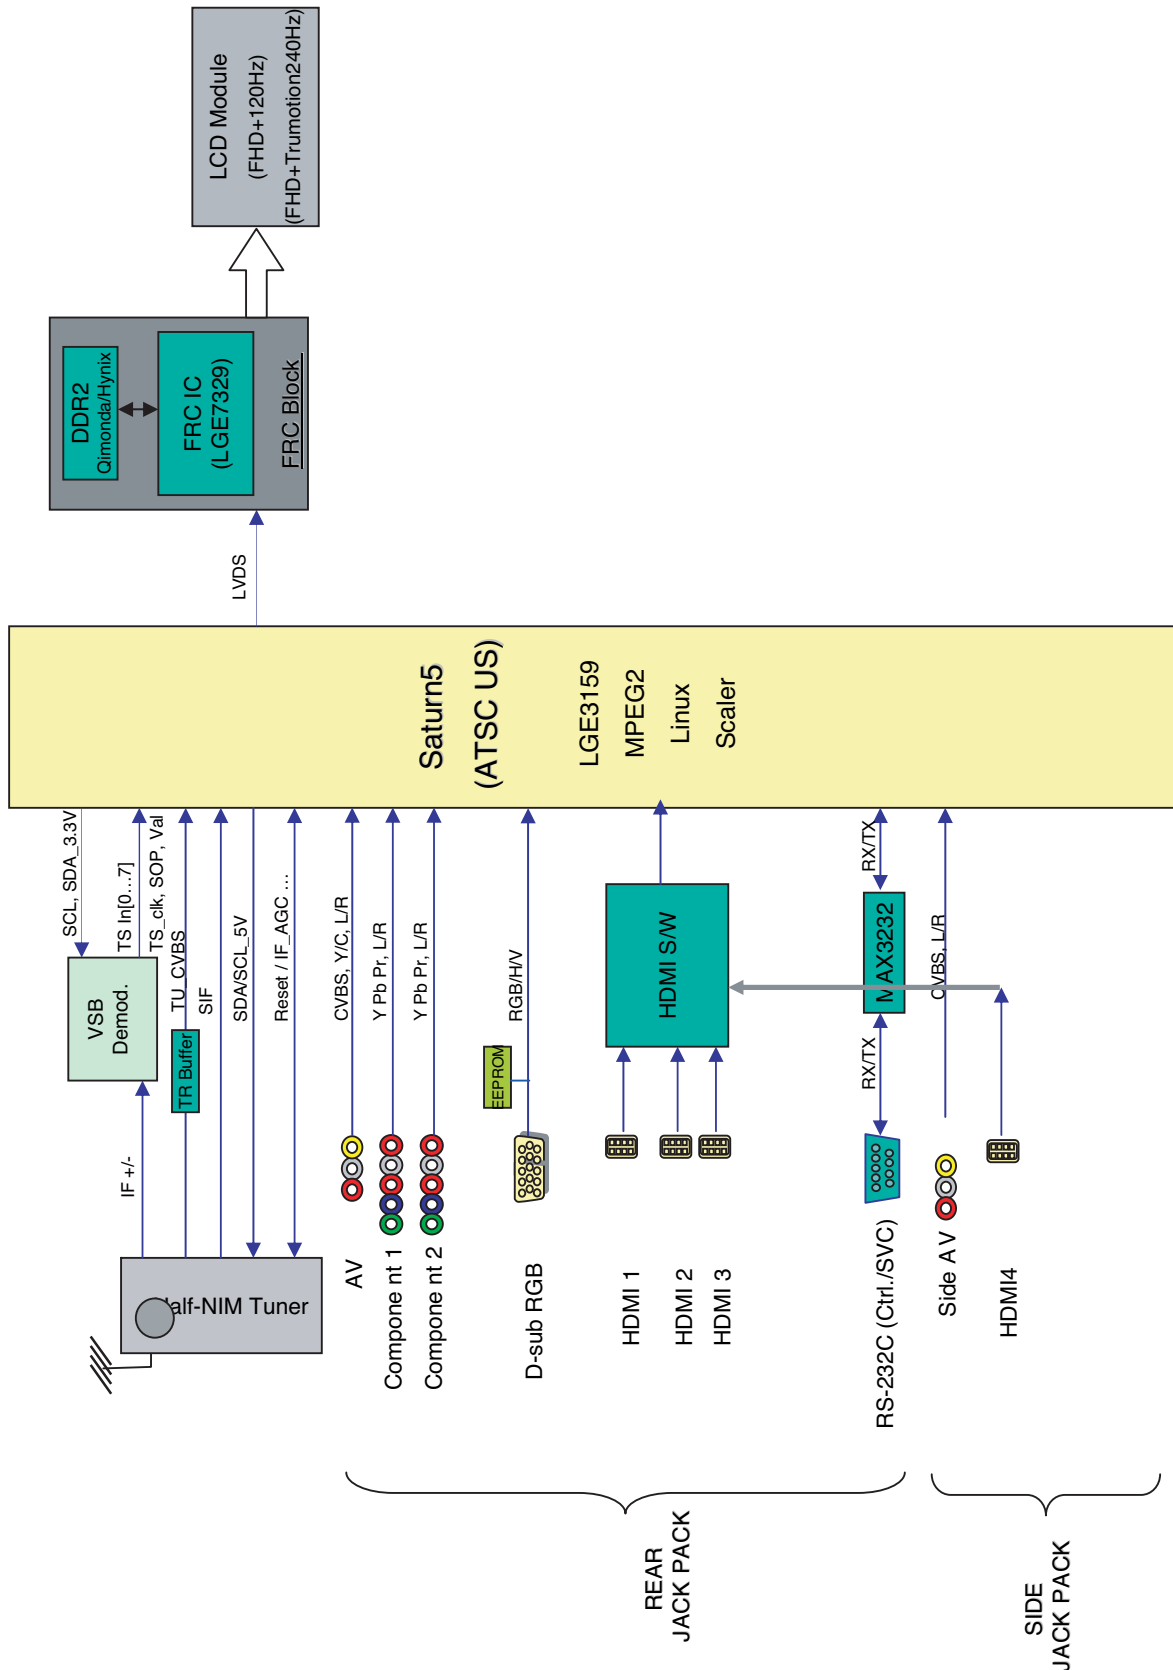 LCD Module
(FHD+120Hz)
(FHD+Trumotion240Hz)
DDR2
Qimonda/Hynix
FRC IC
(LGE7329)
FRC Block
LVDS
Saturn5
(ATSC US)
LGE3159
MPEG2
Linux
Scaler
SCL, SDA_3.3V
TS In[0...7]
TS_clk, SOP, Val
TU_CVBS
SIF
SDA/SCL_5V
Reset / IF_AGC ...
CVBS, Y/C, L/R
Y Pb Pr, L/R
Y Pb Pr, L/R
RGB/H/V
RX/TX
CVBS, L/R
VSB
Demod.
TR Buffer
EEPROM
HDMI S/W
MAX3232
RX/TX
IF +/-
alf-NIM Tuner
AV
Compone nt 1
Compone nt 2
D-sub RGB
HDMI 1
HDMI 2
HDMI 3
RS-232C (Ctrl./SVC)
Side AV
HDMI4
REAR
JACK PACK
SIDE
JACK PACK